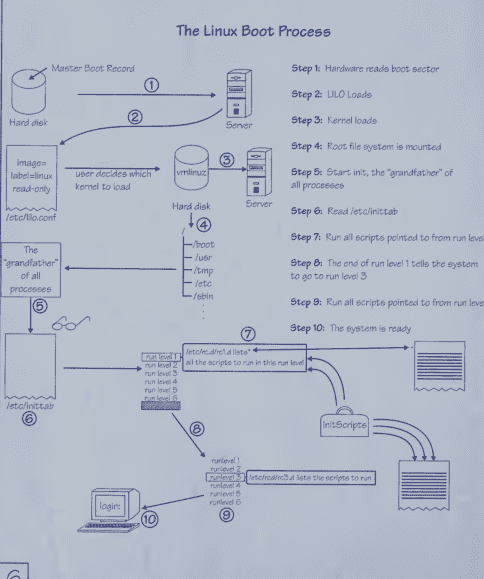 The Linux Boot Process
Master Boot Record
Hard disk
1
Server
2
image=
label=linux
read-only
/etc/lilo.conf
user decides which
kernel to load
vmlinuz
Hard disk
3
Server
4
/
/boot
/usr
/tmp
/etc
/sbin
The
"grandfather"
of all
processes
5
/etc/inittab
6
Step 1: Hardware reads boot sector
Step 2: LILO Loads
Step 3: Kernel loads
Step 4: Root file system is mounted
Step 5: Start init, the "grandfather" of
all processes
Step 6: Read /etc/inittab
Step 7: Run all scripts pointed to from run leve
Step 8: The end of run level 1 tells the system
to go to run level 3
Step 9: Run all scripts pointed to from run leve
Step 10: The system is ready
7
run level 1
run level 2
run level 3
run level 4
run level 5
run level 6
/etc/rc.d/rc1.d lists"
all the scripts to run in this run level
InitScripts
8
runlevel 1
runlevel 2
runlevel 3
runlevel 4
runlevel 5
runlevel 6
/etc/rc.d/rc3.d lists the scripts to run
9
login:
10